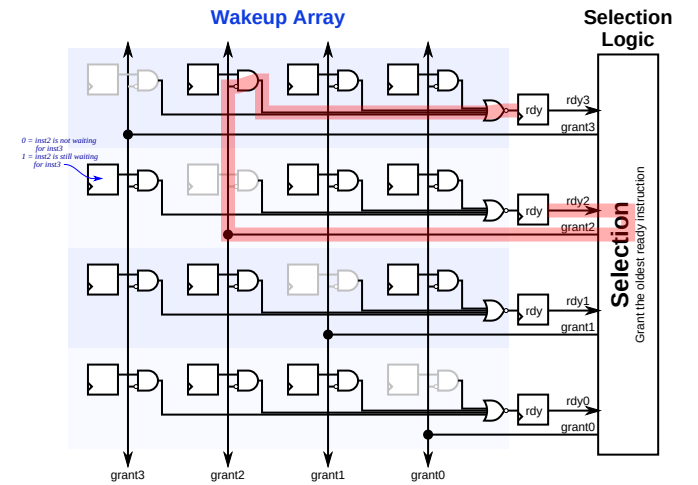 Wakeup Array
Selection
Logic
rdy
rdy3
grant3
0 = inst2 is not waiting
for inst3
1 = inst2 is still waiting
for inst3
rdy
rdy2
grant2
Selection
Grant the oldest ready instruction
rdy
rdy1
grant1
rdy
rdy0
grant0
grant3
grant2
grant1
grant0